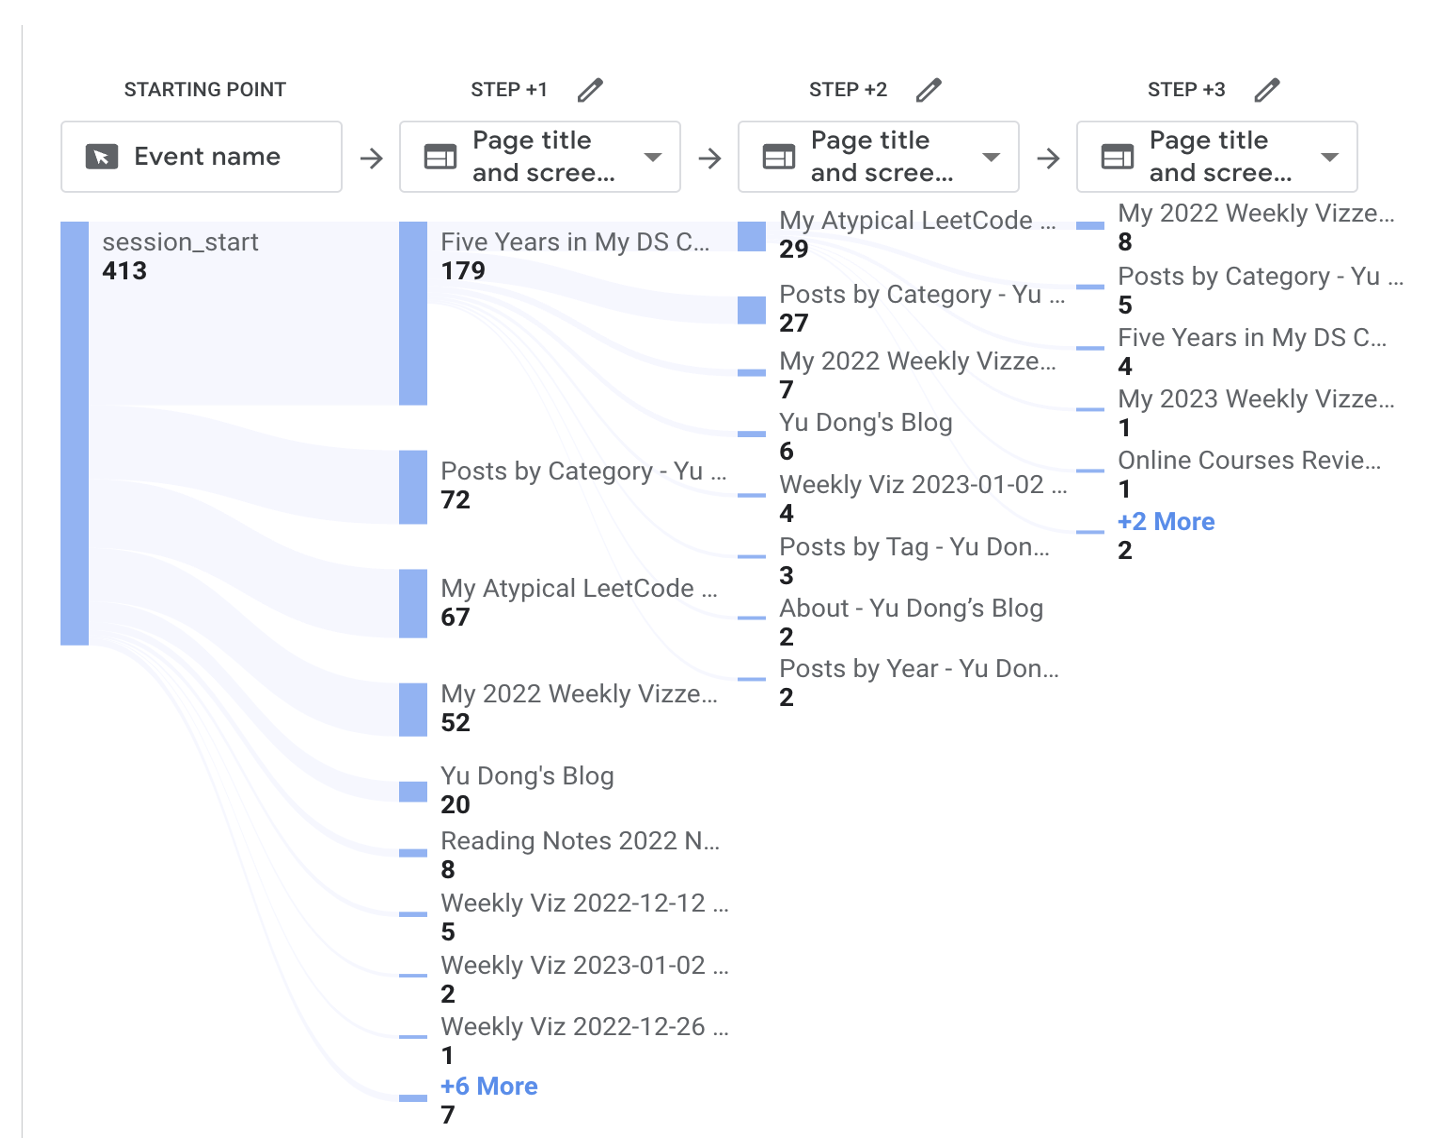 STARTING POINT
STEP +1
STEP +2
STEP +3
Event name
Page title
and scree...
Page title
and scree...
Page title
and scree...
session_start
413
Five Years in My DS C...
179
Posts by Category - Yu ...
72
My Atypical LeetCode ...
67
My 2022 Weekly Vizze...
52
Yu Dong's Blog
20
Reading Notes 2022 N...
8
Weekly Viz 2022-12-12 ...
5
Weekly Viz 2023-01-02 ...
2
Weekly Viz 2022-12-26 ...
1
+6 More
7
My Atypical LeetCode ...
29
Posts by Category - Yu ...
27
My 2022 Weekly Vizze...
7
Yu Dong's Blog
6
Weekly Viz 2023-01-02 ...
4
Posts by Tag - Yu Don...
3
About - Yu Dong’s Blog
2
Posts by Year - Yu Don...
2
My 2022 Weekly Vizze...
8
Posts by Category - Yu ...
5
Five Years in My DS C...
4
My 2023 Weekly Vizze...
1
Online Courses Revie...
1
+2 More
2